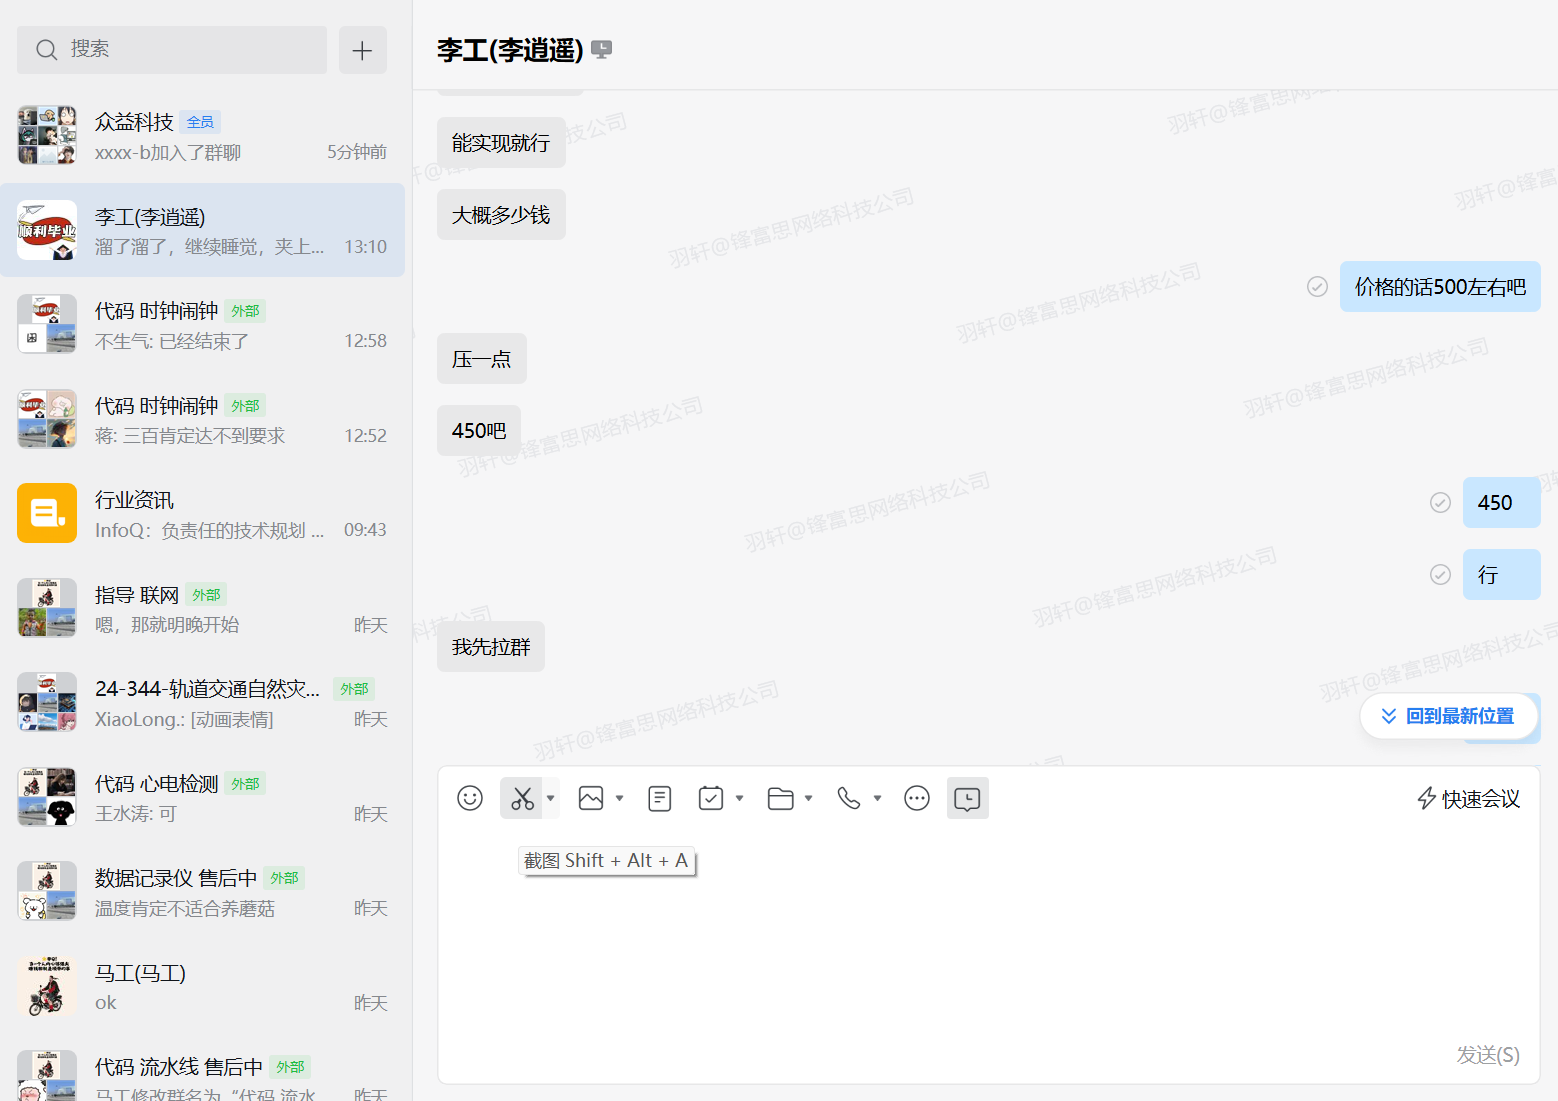 搜索
众益科技 全员
xxxx-b加入了群聊 5分钟前
李工(李逍遥)
溜了溜了，继续睡觉，夹上... 13:10
代码 时钟闹钟 外部
不生气: 已经结束了 12:58
代码 时钟闹钟 外部
蒋: 三百肯定达不到要求 12:52
行业资讯
InfoQ：负责任的技术规划 ... 09:43
指导 联网 外部
嗯，那就明晚开始 昨天
24-344-轨道交通自然灾... 外部
XiaoLong.: [动画表情] 昨天
代码 心电检测 外部
王水涛: 可 昨天
数据记录仪 售后中 外部
温度肯定不适合养蘑菇 昨天
马工(马工)
ok 昨天
代码 流水线 售后中 外部
马工修改群名为“代码 流水 昨天
李工(李逍遥)
能实现就行
大概多少钱
价格的话500左右吧
压一点
450吧
450
行
我先拉群
回到最新位置
快速会议
截图 Shift + Alt + A
发送(S)
羽轩@锋富思网络科技公司